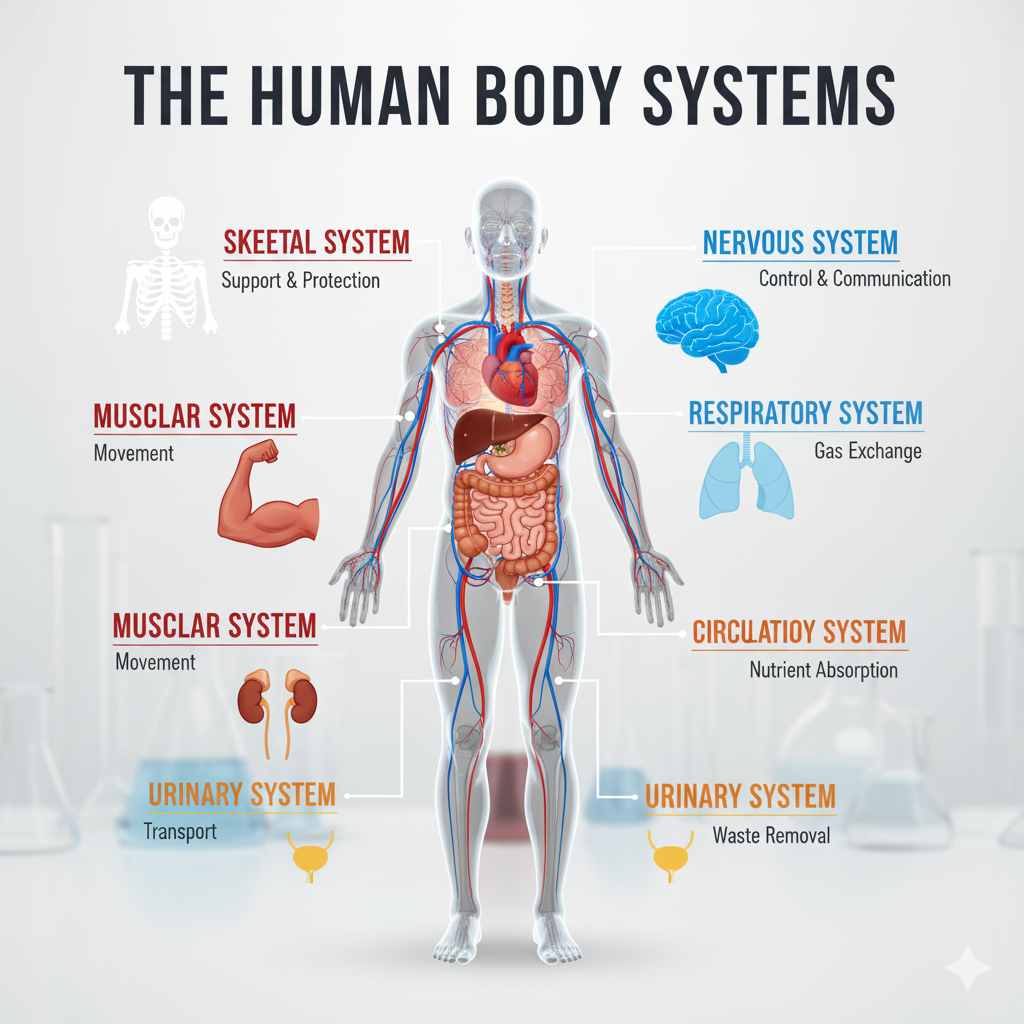 THE HUMAN BODY SYSTEMS
SKEETAL SYSTEM
Support & Protection
NERVOUS SYSTEM
Control & Communication
MUSCLAR SYSTEM
Movement
RESPIRATORY SYSTEM
Gas Exchange
MUSCLAR SYSTEM
Movement
CIRCULATIOY SYSTEM
Nutrient Absorption
URINARY SYSTEM
Transport
URINARY SYSTEM
Waste Removal